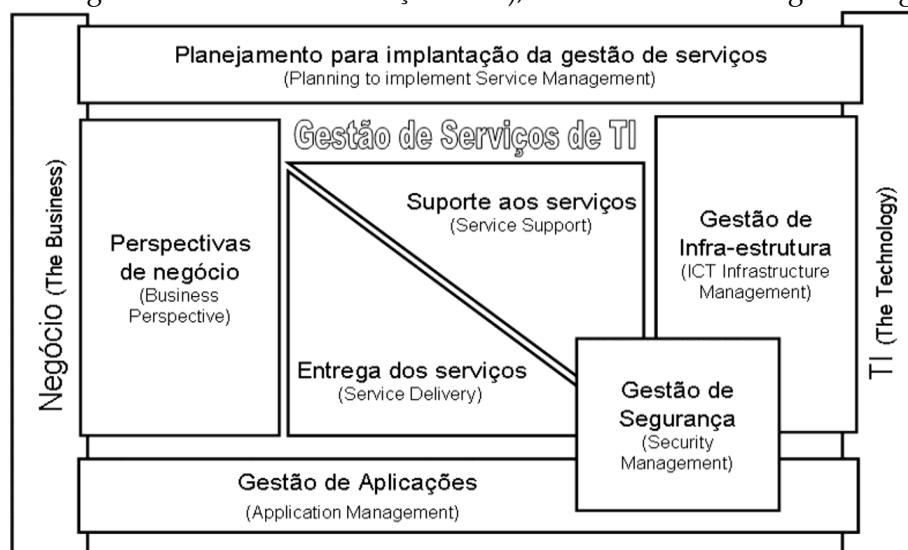 Planejamento para implantação da gestão de serviços
(Planning to implement Service Management)
Gestão de Serviços de TI
Negócio (The Business)
Perspectivas
de negócio
(Business
Perspective)
Suporte aos serviços
(Service Support)
Entrega dos serviços
(Service Delivery)
Gestão de
Infra-estrutura
(ICT Infrastructure
Management)
TI (The Technology)
Gestão de
Segurança
(Security
Management)
Gestão de Aplicações
(Application Management)